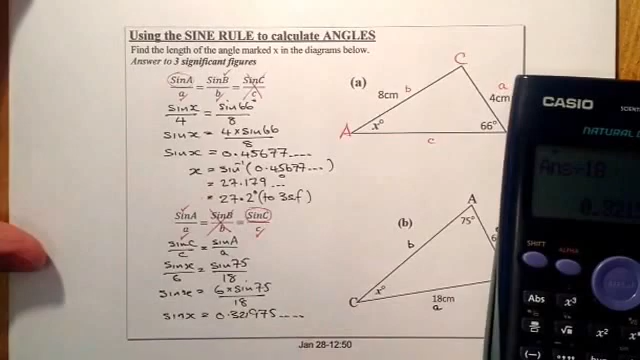 Using the SINE RULE to calculate ANGLES
Find the length of the angle marked x in the diagrams below.
Answer to 3 significant figures
SinA/a = SinB/b = SinC/c
sinx/4 = sin66°/8
sinx = 4×sin66/8
sinx = 0.45677....
x = sin⁻¹(0.45677....)
= 27.179...°
= 27.2° (to 3sf)
SinA/a = SinB/b = SinC/c
sinC/c = sinA/a
sinx/6 = sin75/18
sinx = 6×sin75/18
sinx = 0.321975....
(a)
C
8cm b
a
4cm
A x° 66°
c
(b)
A
75°
b
6
C x°
18cm
a
Jan 28-12:50
CASIO
NATURAL
Ans÷18
SHIFT ALPHA
Abs x³